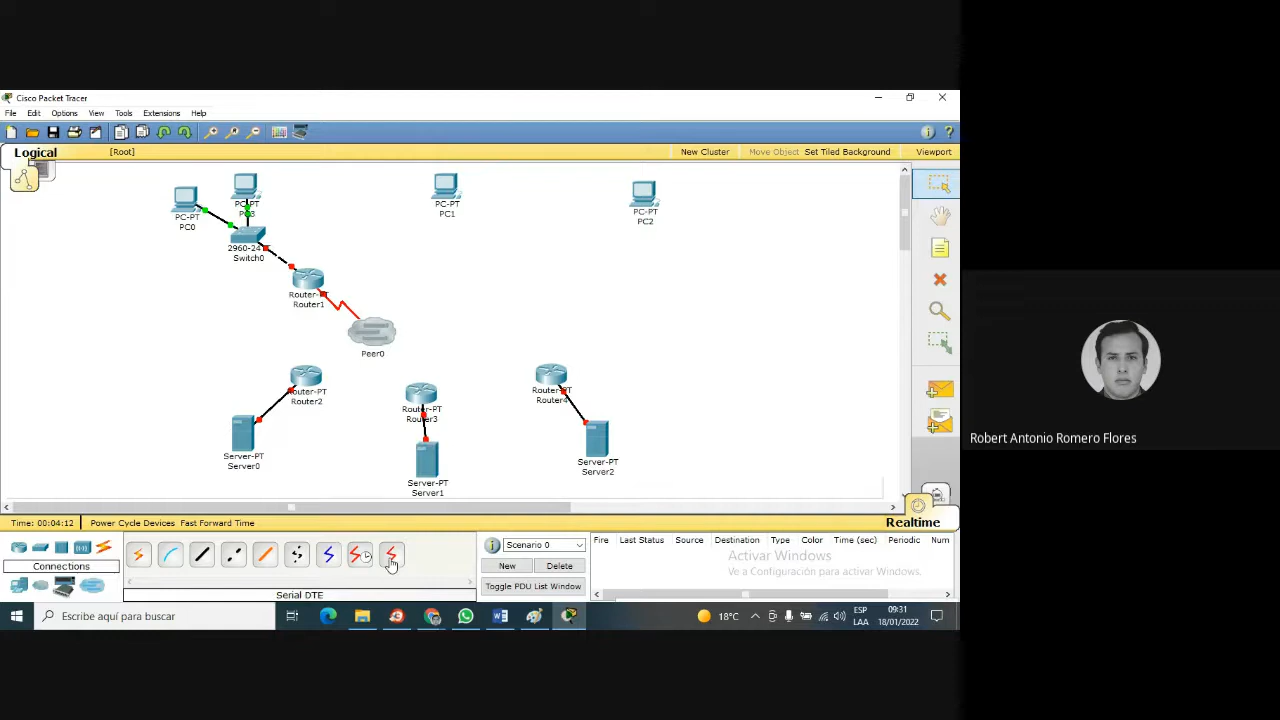 Cisco Packet Tracer
File Edit Options View Tools Extensions Help
Logical [Root] New Cluster Move Object Set Tiled Background Viewport
PC-PT
PC0
PC-PT
PC3
PC-PT
PC1
PC-PT
PC2
2960-24
Switch0
Router-PT
Router1
Peer0
Router-PT
Router2
Router-PT
Router3
Router-PT
Router4
Server-PT
Server0
Server-PT
Server1
Server-PT
Server2
Robert Antonio Romero Flores
Realtime
Time: 00:04:12 Power Cycle Devices Fast Forward Time
Connections
Serial DTE
Scenario 0
New Delete
Toggle PDU List Window
Fire Last Status Source Destination Type Color Time (sec) Periodic Num
Activar Windows
Ve a Configuración para activar Windows.
Escribe aquí para buscar
18°C
ESP
LAA
09:31
18/01/2022